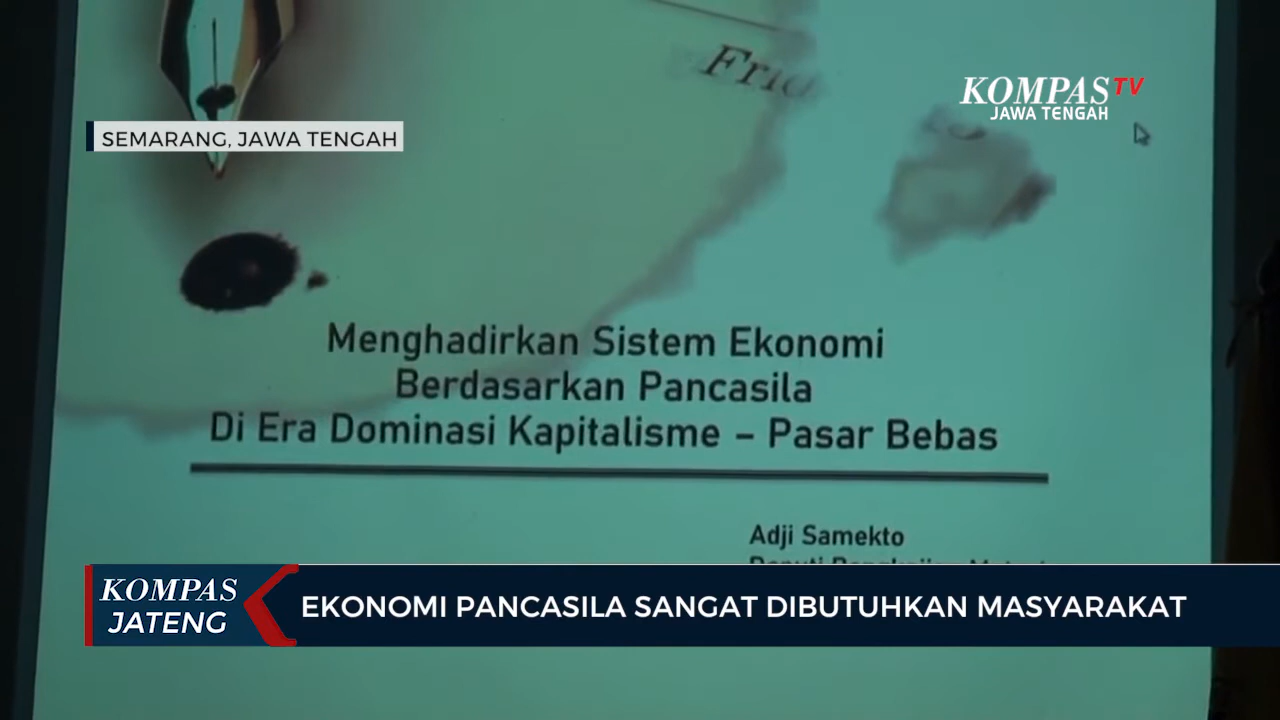 Frid
KOMPAS TV
JAWA TENGAH
SEMARANG, JAWA TENGAH
Menghadirkan Sistem Ekonomi
Berdasarkan Pancasila
Di Era Dominasi Kapitalisme – Pasar Bebas
Adji Samekto
KOMPAS
JATENG
EKONOMI PANCASILA SANGAT DIBUTUHKAN MASYARAKAT